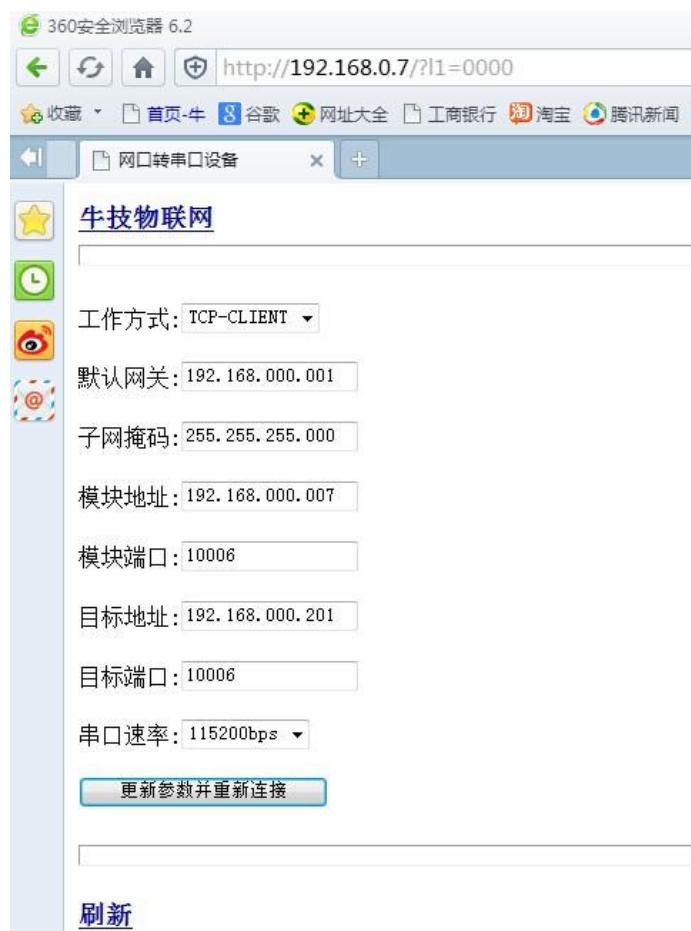 360安全浏览器 6.2
http://192.168.0.7/?l1=0000
收藏 首页-牛 谷歌 网址大全 工商银行 淘宝 腾讯新闻
网口转串口设备
牛技物联网
工作方式: TCP-CLIENT
默认网关: 192.168.000.001
子网掩码: 255.255.255.000
模块地址: 192.168.000.007
模块端口: 10006
目标地址: 192.168.000.201
目标端口: 10006
串口速率: 115200bps
更新参数并重新连接
刷新